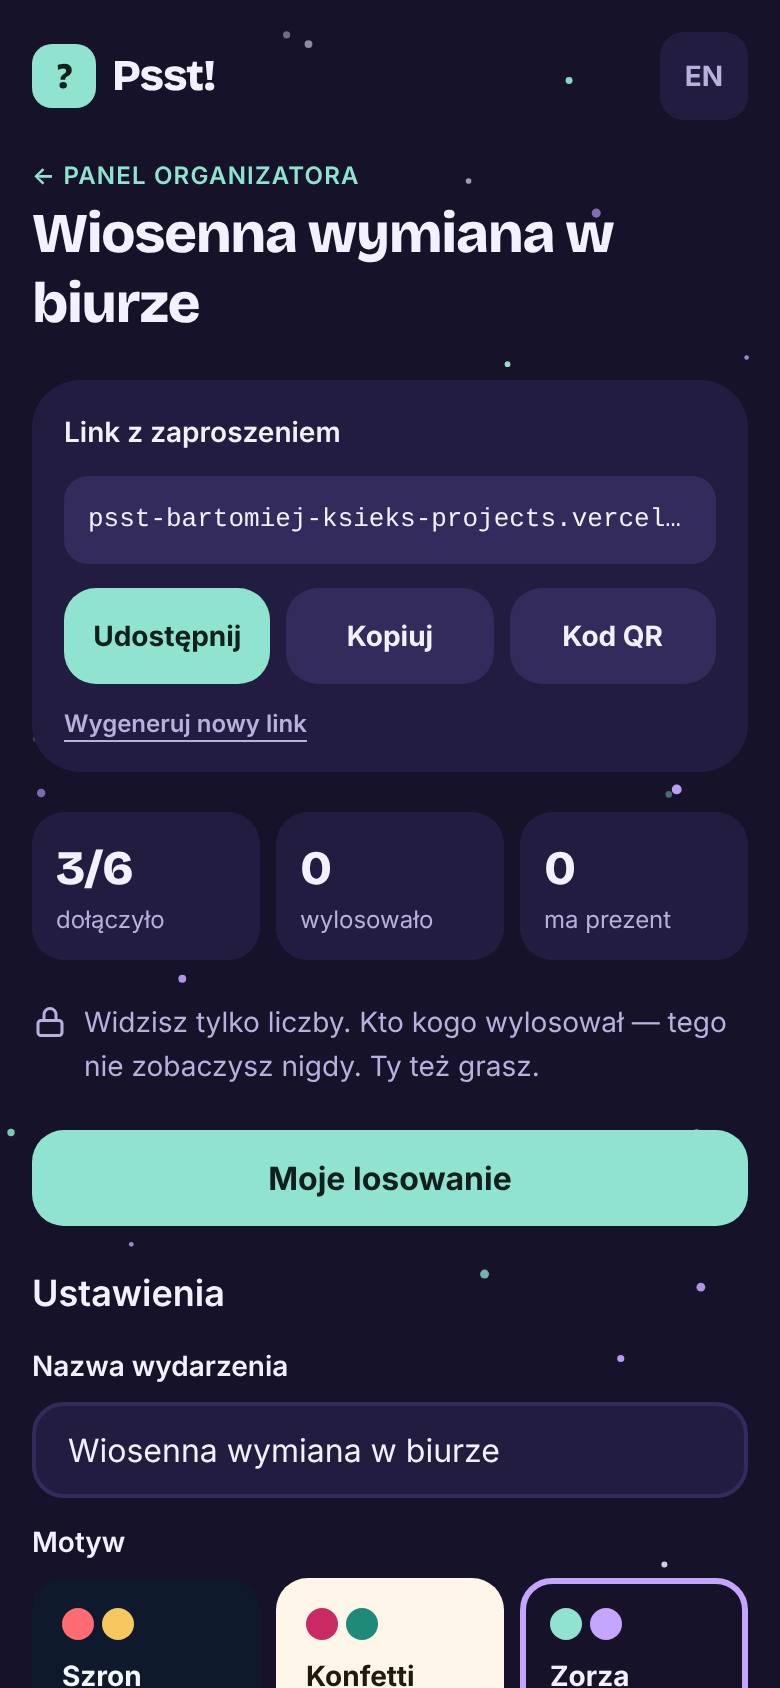 ?
Psst!
EN
← PANEL ORGANIZATORA
Wiosenna wymiana w
biurze
Link z zaproszeniem
psst-bartomiej-ksieks-projects.vercel…
Udostępnij
Kopiuj
Kod QR
Wygeneruj nowy link
3/6
dołączyło
0
wylosowało
0
ma prezent
Widzisz tylko liczby. Kto kogo wylosował — tego
nie zobaczysz nigdy. Ty też grasz.
Moje losowanie
Ustawienia
Nazwa wydarzenia
Wiosenna wymiana w biurze
Motyw
Szron
Konfetti
Zorza